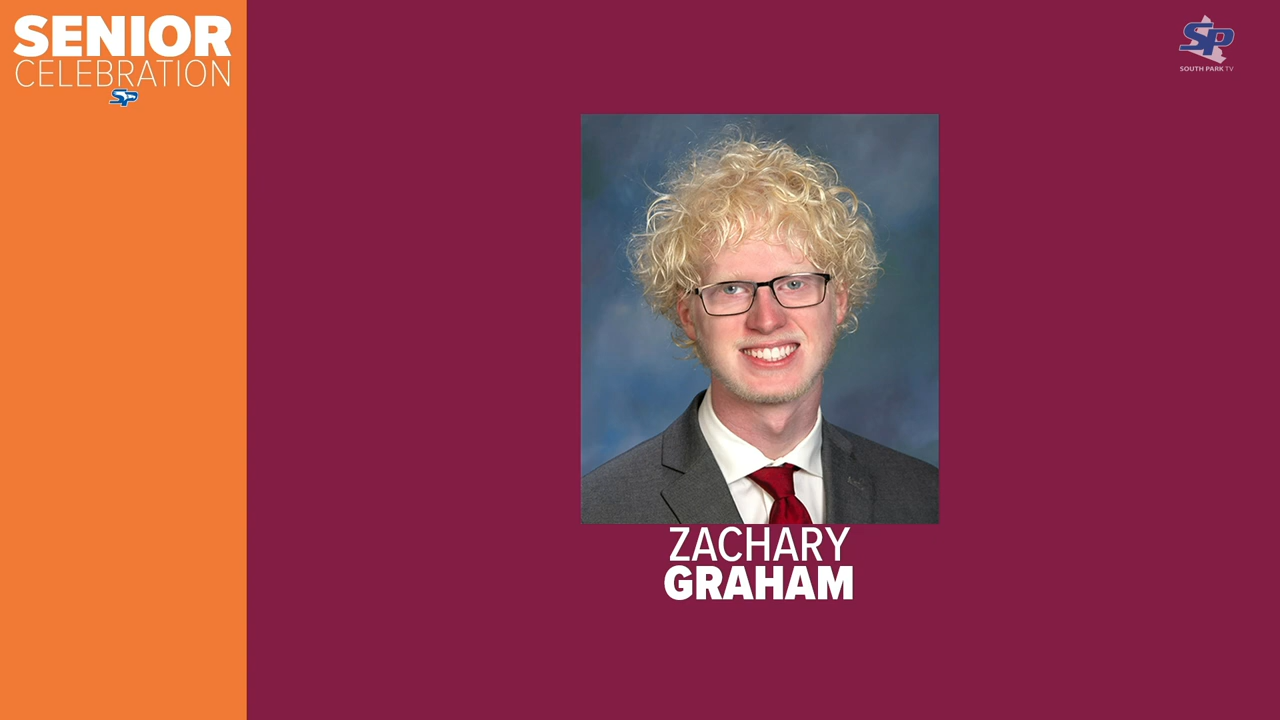 SENIOR
CELEBRATION
SP
SP
SOUTH PARK TV
ZACHARY
GRAHAM